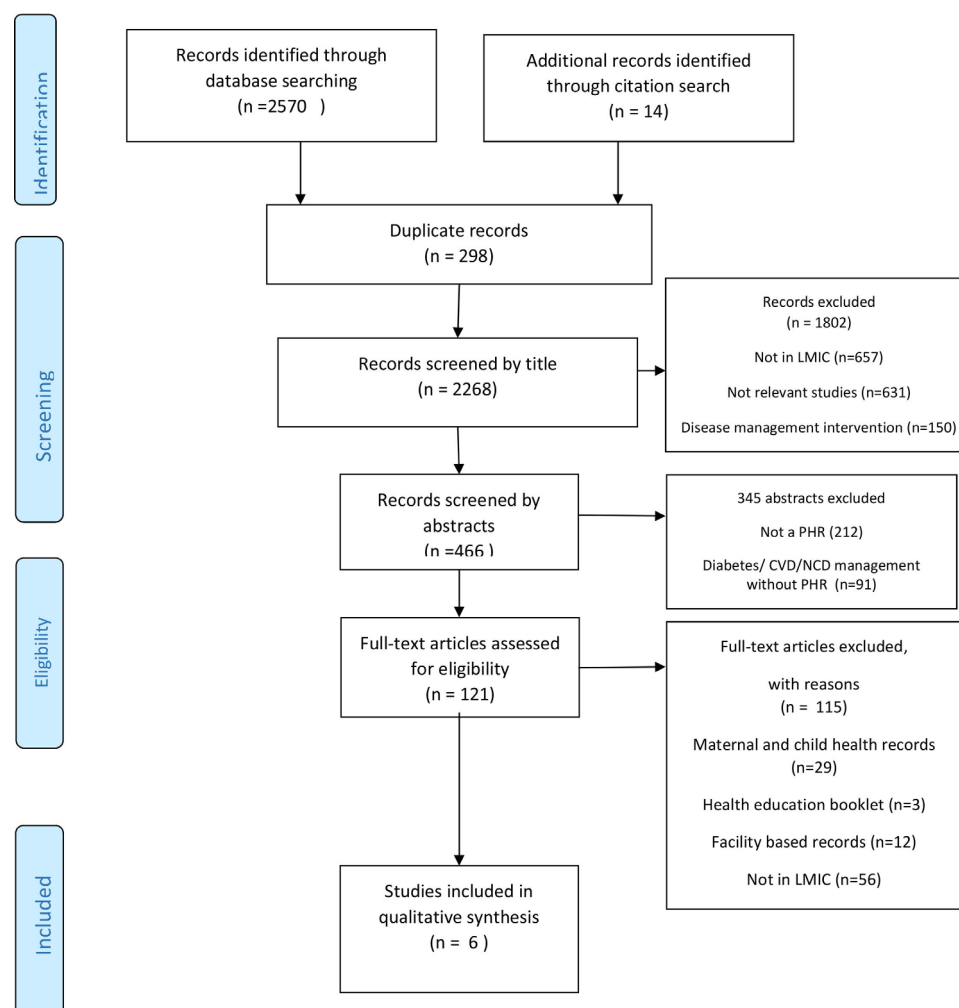 Identification
Records identified through
database searching
(n =2570   )
Additional records identified
through citation search
(n = 14)
Duplicate records
(n = 298)
Screening
Records screened by title
(n = 2268)
Records excluded
(n = 1802)
Not in LMIC (n=657)
Not relevant studies (n=631)
Disease management intervention (n=150)
Records screened by
abstracts
(n =466  )
345 abstracts excluded
Not a PHR (212)
Diabetes/ CVD/NCD management
without PHR (n=91)
Eligibility
Full-text articles assessed
for eligibility
(n = 121)
Full-text articles excluded,
with reasons
(n =  115)
Maternal and child health records
(n=29)
Health education booklet (n=3)
Facility based records (n=12)
Not in LMIC (n=56)
Included
Studies included in
qualitative synthesis
(n =  6  )